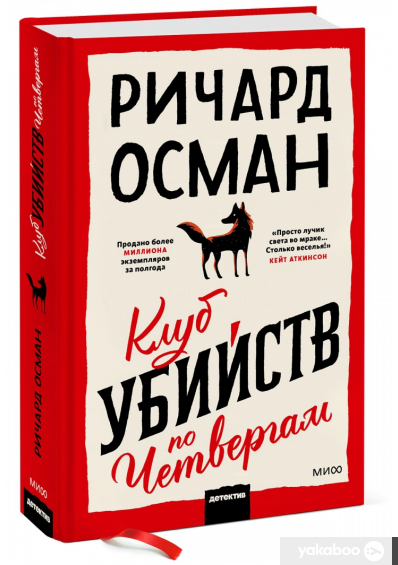 РИЧАРД
ОСМАН
Продано более
МИЛЛИОНА
экземпляров
за полгода
«Просто лучик
света во мраке...
Столько веселья!»
КЕЙТ АТКИНСОН
Клуб
УБИЙСТВ
по
Четвергам
МИФ
ДЕТЕКТИВ
Клуб УБИЙСТВ по Четвергам
РИЧАРД ОСМАН
МИФ
ДЕТЕКТИВ
yakaboo